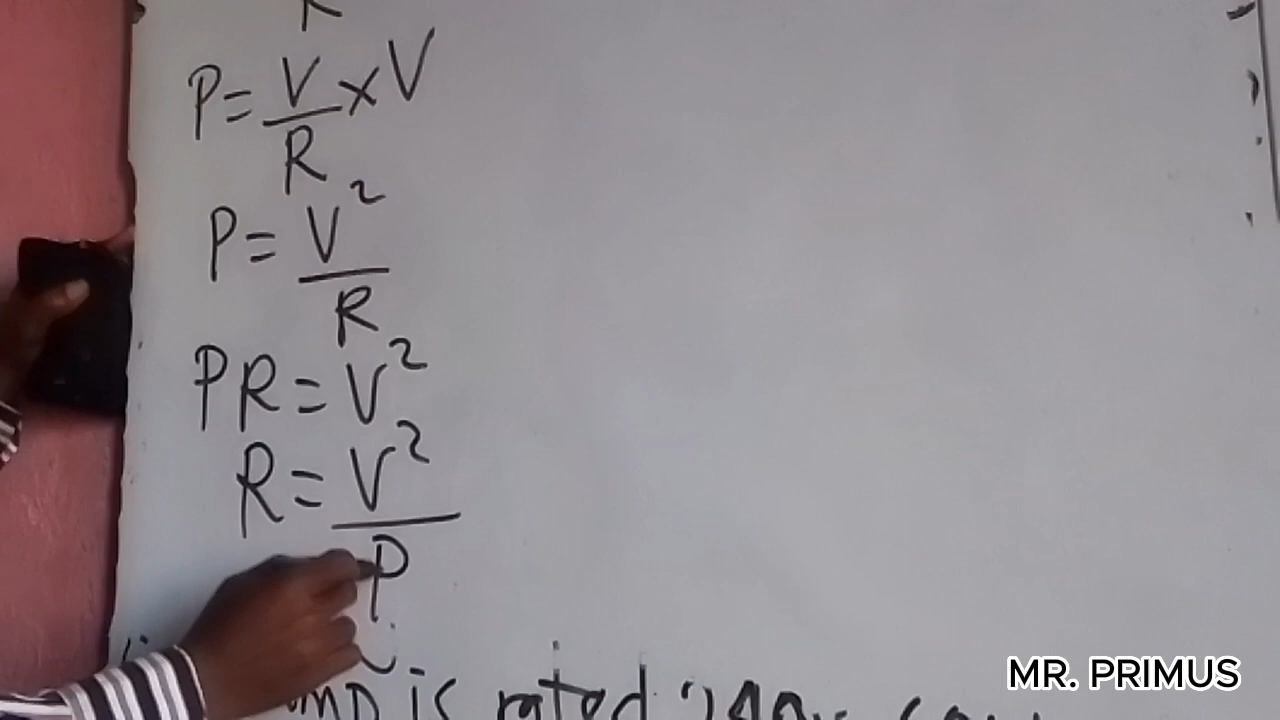 P = V/R × V
P = V²/R
PR = V²
R = V²/P
is rated
MR. PRIMUS